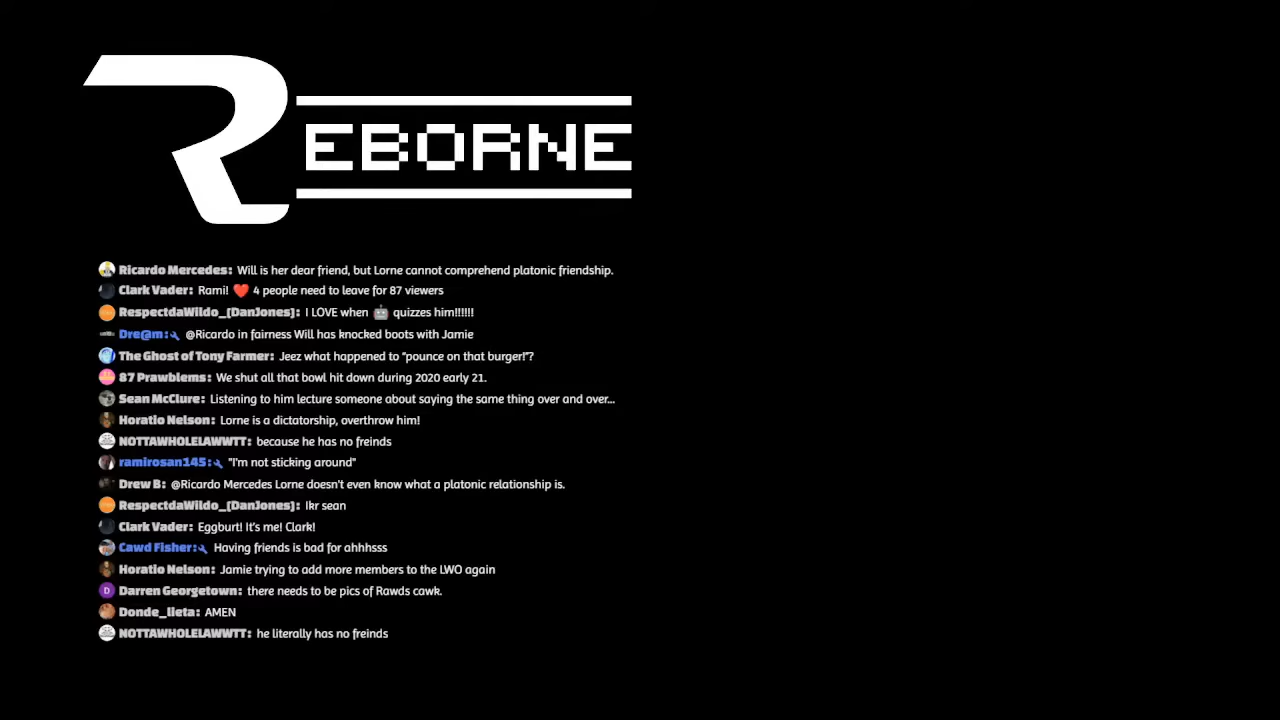 REBORNE
Ricardo Mercedes: Will is her dear friend, but Lorne cannot comprehend platonic friendship.
Clark Vader: Rami! ❤️ 4 people need to leave for 87 viewers
RespectdaWildo_(DanJones): I LOVE when 🤖 quizzes him!!!!!!
Dre@m: @Ricardo in fairness Will has knocked boots with Jamie
The Ghost of Tony Farmer: Jeez what happened to "pounce on that burger!"?
87 Prawblems: We shut all that bowl hit down during 2020 early 21.
Sean McClure: Listening to him lecture someone about saying the same thing over and over...
Horatio Nelson: Lorne is a dictatorship, overthrow him!
NOTTAWHOLELAWWTT: because he has no freinds
ramirosan145: "I'm not sticking around"
Drew B: @Ricardo Mercedes Lorne doesn't even know what a platonic relationship is.
RespectdaWildo_(DanJones): Ikr sean
Clark Vader: Eggburt! It's me! Clark!
Cawd Fisher: Having friends is bad for ahhhsss
Horatio Nelson: Jamie trying to add more members to the LWO again
D Darren Georgetown: there needs to be pics of Rawds cawk.
Donde_lieta: AMEN
NOTTAWHOLELAWWTT: he literally has no freinds